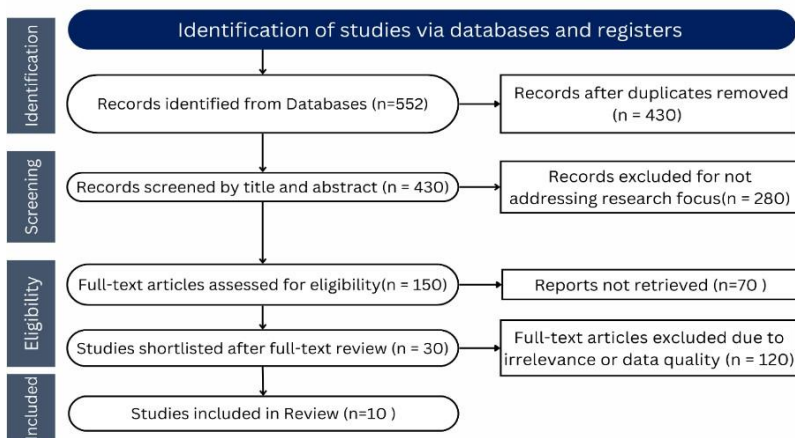 Identification of studies via databases and registers
Identification
Records identified from Databases (n=552)
Records after duplicates removed
(n = 430)
Screening
Records screened by title and abstract (n = 430)
Records excluded for not
addressing research focus(n = 280)
Eligibility
Full-text articles assessed for eligibility(n = 150)
Reports not retrieved (n=70 )
Studies shortlisted after full-text review (n = 30)
Full-text articles excluded due to
irrelevance or data quality (n = 120)
Included
Studies included in Review (n=10 )